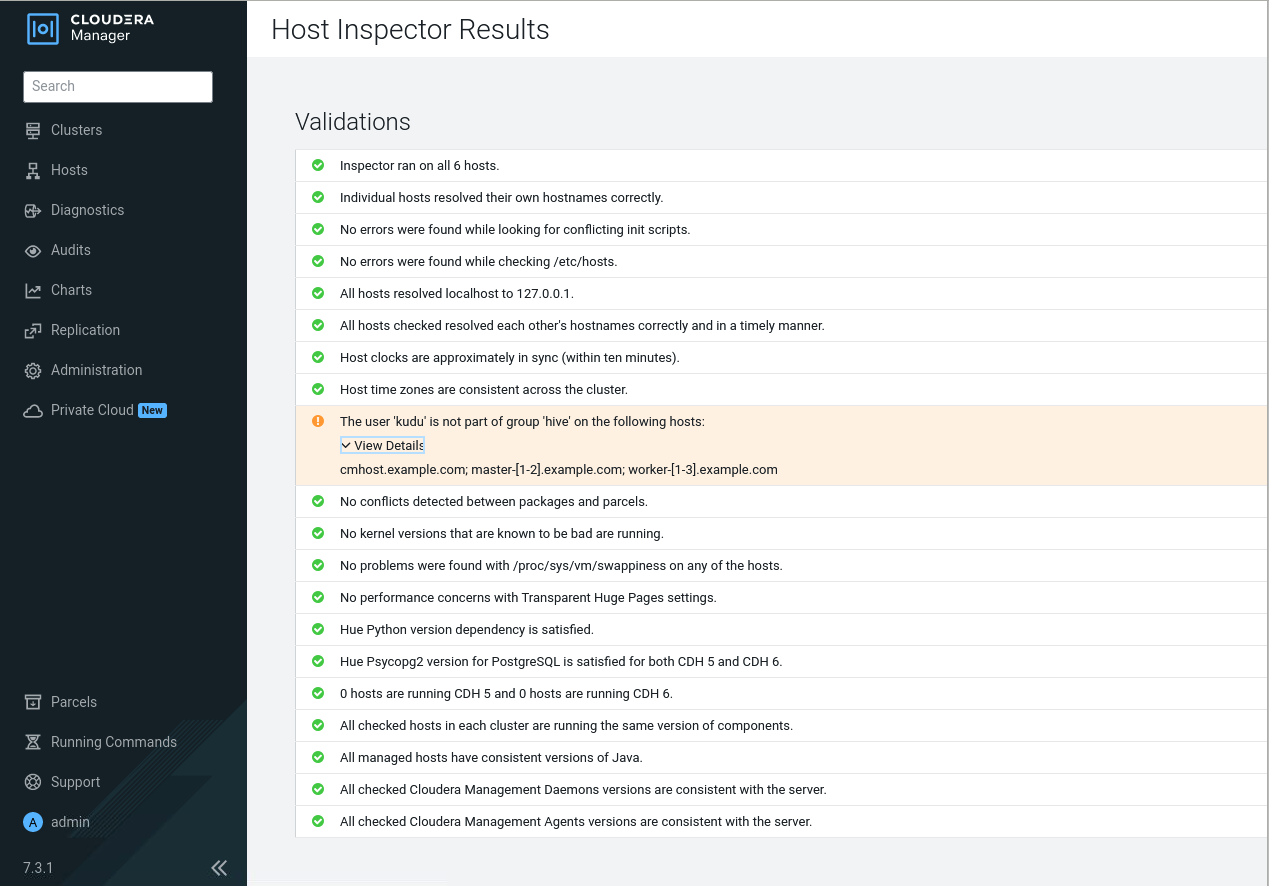 CLOUDERA
Manager
Search
Clusters
Hosts
Diagnostics
Audits
Charts
Replication
Administration
Private Cloud New
Parcels
Running Commands
Support
A admin
7.3.1
Host Inspector Results
Validations
Inspector ran on all 6 hosts.
Individual hosts resolved their own hostnames correctly.
No errors were found while looking for conflicting init scripts.
No errors were found while checking /etc/hosts.
All hosts resolved localhost to 127.0.0.1.
All hosts checked resolved each other's hostnames correctly and in a timely manner.
Host clocks are approximately in sync (within ten minutes).
Host time zones are consistent across the cluster.
The user 'kudu' is not part of group 'hive' on the following hosts:
View Details
cmhost.example.com; master-[1-2].example.com; worker-[1-3].example.com
No conflicts detected between packages and parcels.
No kernel versions that are known to be bad are running.
No problems were found with /proc/sys/vm/swappiness on any of the hosts.
No performance concerns with Transparent Huge Pages settings.
Hue Python version dependency is satisfied.
Hue Psycopg2 version for PostgreSQL is satisfied for both CDH 5 and CDH 6.
0 hosts are running CDH 5 and 0 hosts are running CDH 6.
All checked hosts in each cluster are running the same version of components.
All managed hosts have consistent versions of Java.
All checked Cloudera Management Daemons versions are consistent with the server.
All checked Cloudera Management Agents versions are consistent with the server.